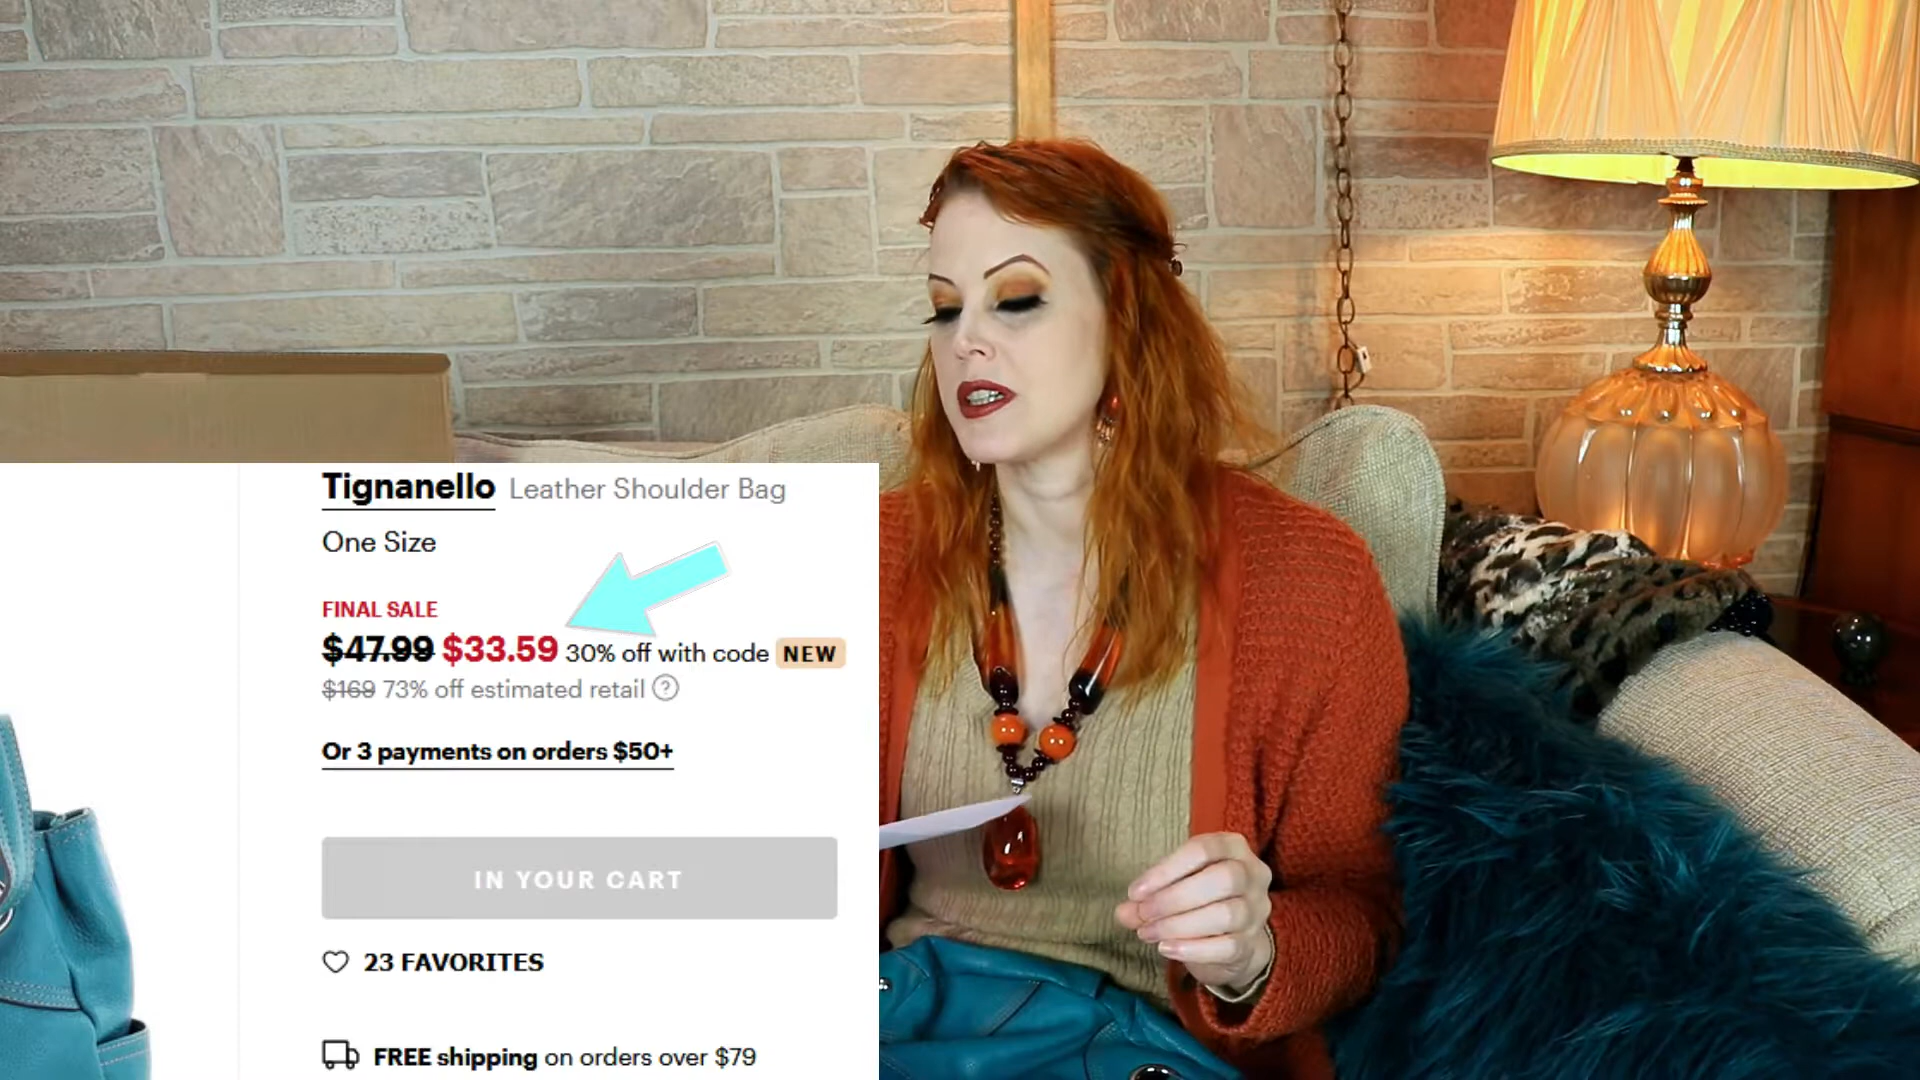 Tignanello Leather Shoulder Bag
One Size
FINAL SALE
$47.99 $33.59 30% off with code NEW
$169 73% off estimated retail ?
Or 3 payments on orders $50+
IN YOUR CART
23 FAVORITES
FREE shipping on orders over $79